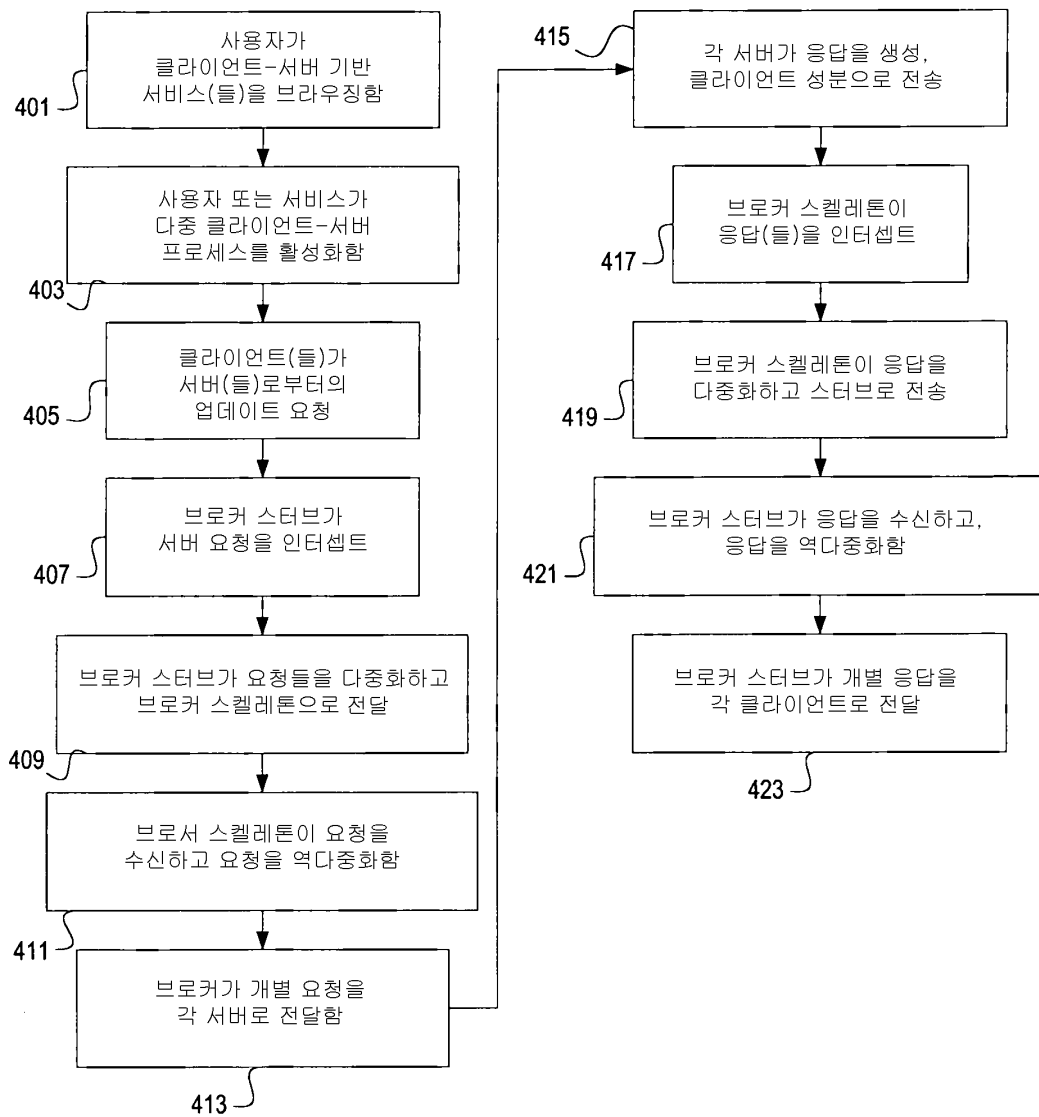 사용자가
클라이언트-서버 기반
서비스(들)을 브라우징함
401
사용자 또는 서비스가
다중 클라이언트-서버
프로세스를 활성화함
403
클라이언트(들)가
서버(들)로부터의
업데이트 요청
405
브로커 스터브가
서버 요청을 인터셉트
407
브로커 스터브가 요청들을 다중화하고
브로커 스켈레톤으로 전달
409
브로서 스켈레톤이 요청을
수신하고 요청을 역다중화함
411
브로커가 개별 요청을
각 서버로 전달함
413
415
각 서버가 응답을 생성,
클라이언트 성분으로 전송
브로커 스켈레톤이
응답(들)을 인터셉트
417
브로커 스켈레톤이 응답을
다중화하고 스터브로 전송
419
브로커 스터브가 응답을 수신하고,
응답을 역다중화함
421
브로커 스터브가 개별 응답을
각 클라이언트로 전달
423